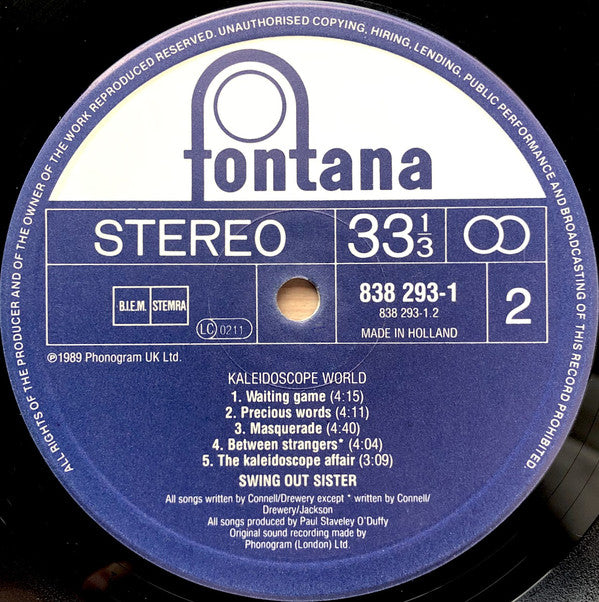 ALL RIGHTS OF THE PRODUCER AND OF THE OWNER OF THE WORK REPRODUCED RESERVED. UNAUTHORISED COPYING, HIRING, LENDING, PUBLIC PERFORMANCE AND BROADCASTING OF THIS RECORD PROHIBITED.
fontana
STEREO
33 1/3
B.I.E.M. STEMRA
LC 0211
838 293-1
838 293-1.2
MADE IN HOLLAND
2
℗1989 Phonogram UK Ltd.
KALEIDOSCOPE WORLD
1. Waiting game (4:15)
2. Precious words (4:11)
3. Masquerade (4:40)
4. Between strangers* (4:04)
5. The kaleidoscope affair (3:09)
SWING OUT SISTER
All songs written by Connell/Drewery except * written by Connell/
Drewery/Jackson
All songs produced by Paul Staveley O'Duffy
Original sound recording made by
Phonogram (London) Ltd.